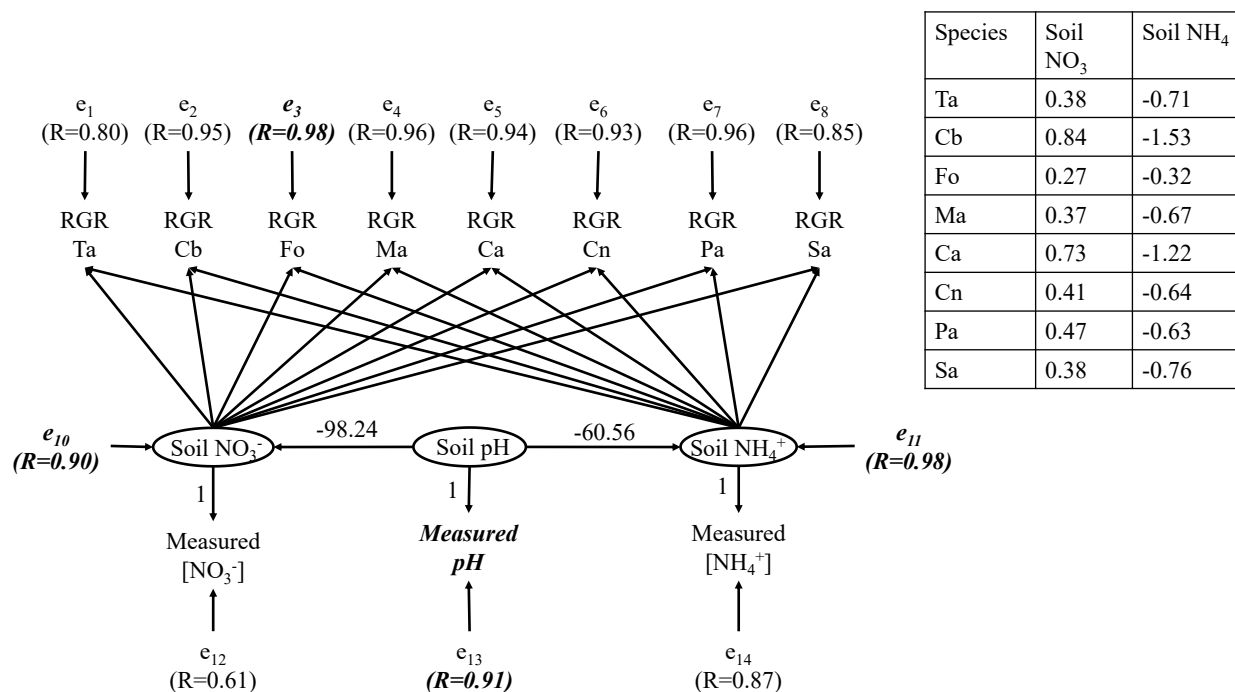 Species Soil NO₃ Soil NH₄
Ta 0.38 -0.71
Cb 0.84 -1.53
Fo 0.27 -0.32
Ma 0.37 -0.67
Ca 0.73 -1.22
Cn 0.41 -0.64
Pa 0.47 -0.63
Sa 0.38 -0.76
e₁ e₂ e₃ e₄ e₅ e₆ e₇ e₈
(R=0.80) (R=0.95) (R=0.98) (R=0.96) (R=0.94) (R=0.93) (R=0.96) (R=0.85)
RGR RGR RGR RGR RGR RGR RGR RGR
Ta Cb Fo Ma Ca Cn Pa Sa
-98.24 -60.56
e₁₀ Soil NO₃⁻ Soil pH Soil NH₄⁺ e₁₁
(R=0.90) (R=0.98)
1 1 1
Measured Measured Measured
[NO₃⁻] pH [NH₄⁺]
e₁₂ e₁₃ e₁₄
(R=0.61) (R=0.91) (R=0.87)